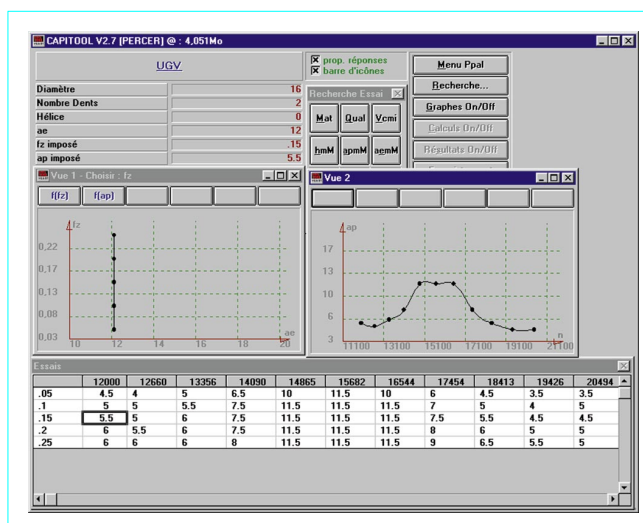 CAPITOOL V2.7 [PERCER] @ : 4,051Mo
UGV
Diamètre 16
Nombre Dents 2
Hélice 0
ae 12
fz imposé .15
ap imposé 5.5
prop. réponses
barre d'icônes
Recherche Essai
Mat Qual Vcmi
hmM apmM aemM
Menu Ppal
Recherche...
Graphes On/Off
Calculs On/Off
Résultats On/Off
Vue 1 - Choisir : fz
f(fz) f(ap)
fz
0,22
0,17
0,13
0,08
0,03
ae
10 12 14 16 18 20
Vue 2
ap
17
13
10
6
3
n
11100 13100 15100 17100 19100 21100
Essais
12000 12660 13356 14090 14865 15682 16544 17454 18413 19426 20494
.05 4.5 4 5 6.5 10 11.5 10 6 4.5 3.5 3.5
.1 5 5 5.5 7.5 11.5 11.5 11.5 7 5 4 5
.15 5.5 5 6 7.5 11.5 11.5 11.5 7.5 5.5 4.5 4.5
.2 6 5.5 6 7.5 11.5 11.5 11.5 8 6 5 5
.25 6 6 6 8 11.5 11.5 11.5 9 6.5 5.5 5